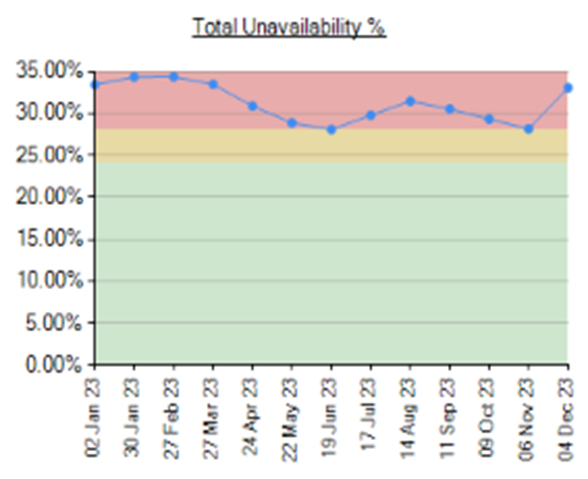 Total Unavailability %
35.00%
30.00%
25.00%
20.00%
15.00%
10.00%
5.00%
0.00%
02 Jan 23
30 Jan 23
27 Feb 23
27 Mar 23
24 Apr 23
22 May 23
19 Jun 23
17 Jul 23
14 Aug 23
11 Sep 23
09 Oct 23
06 Nov 23
04 Dec 23